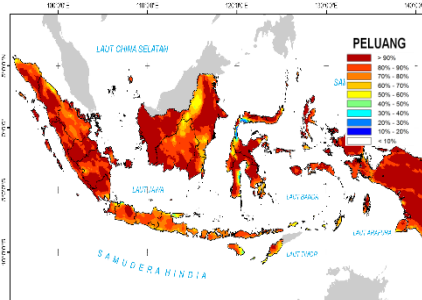 LAUT CHINA SELATAN
PELUANG
> 90%
80% - 90%
70% - 80%
60% - 70%
50% - 60%
40% - 50%
30% - 40%
20% - 30%
10% - 20%
< 10%
LAUT JAWA
LAUT BANDA
LAUT ARAFURA
LAUT TIMOR
SAMUDERA HINDIA